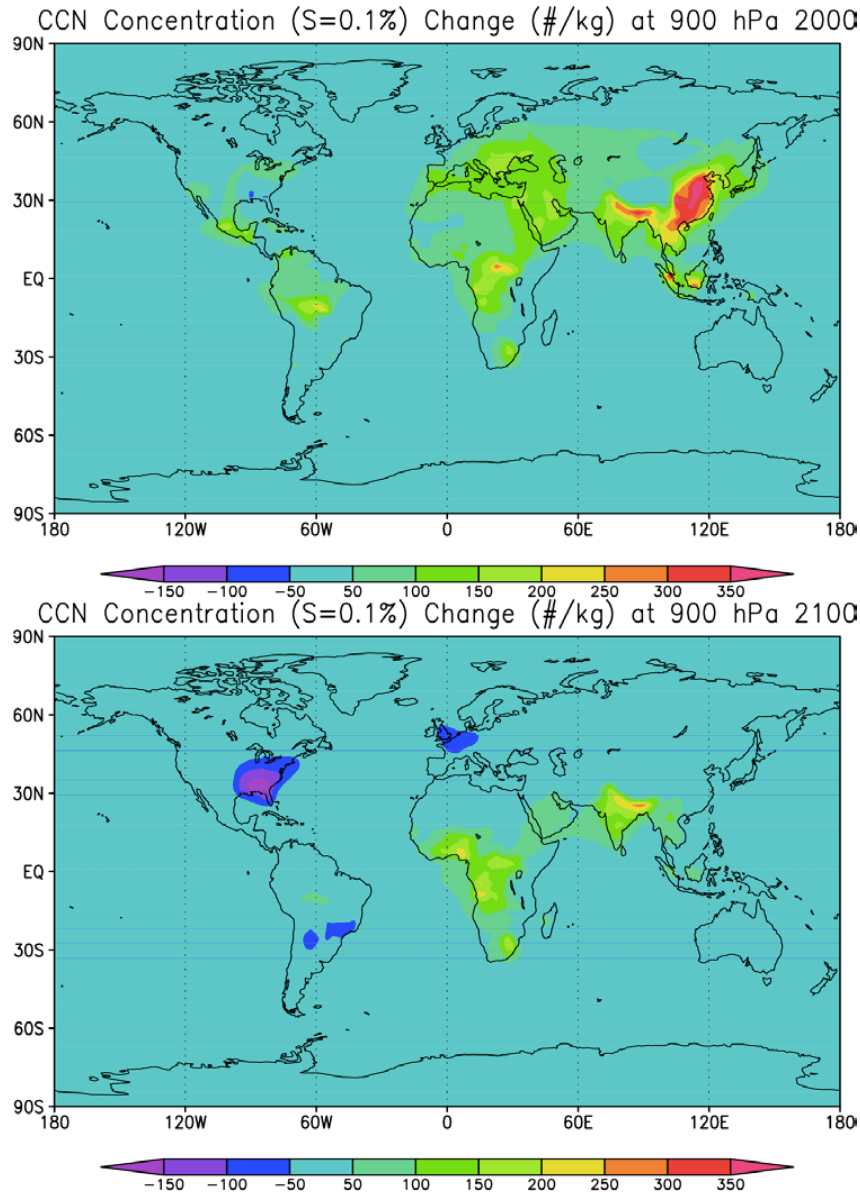 CCN Concentration (S=0.1%) Change (#/kg) at 900 hPa 2000
90N
60N
30N
EQ
30S
60S
90S
180 120W 60W 0 60E 120E 180
-150 -100 -50 50 100 150 200 250 300 350
CCN Concentration (S=0.1%) Change (#/kg) at 900 hPa 2100
90N
60N
30N
EQ
30S
60S
90S
180 120W 60W 0 60E 120E 180
-150 -100 -50 50 100 150 200 250 300 350